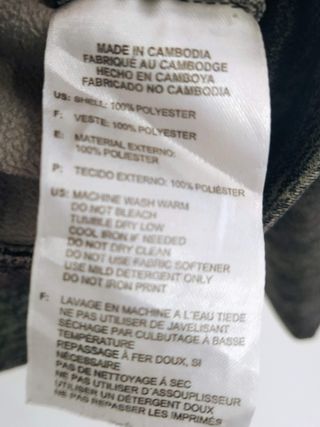 MADE IN CAMBODIA
FABRIQUÉ AU CAMBODGE
HECHO EN CAMBOYA
FABRICADO NO CAMBODIA
US: SHELL: 100% POLYESTER
F: VESTE: 100% POLYESTER
E: MATERIAL EXTERNO:
100% POLIESTER
P: TECIDO EXTERNO: 100% POLIÉSTER
US: MACHINE WASH WARM
DO NOT BLEACH
TUMBLE DRY LOW
COOL IRON IF NEEDED
DO NOT DRY CLEAN
DO NOT USE FABRIC SOFTENER
USE MILD DETERGENT ONLY
DO NOT IRON PRINT
F: LAVAGE EN MACHINE A L'EAU TIEDE
NE PAS UTILISER DE JAVELISANT
SÉCHAGE PAR CULBUTAGE À BASSE
TEMPÉRATURE
REPASSAGE À FER DOUX, SI
NÉCESSAIRE
PAS DE NETTOYAGE À SEC
NE PAS UTILISER D'ASSOUPLISSEUR
UTILISER UN DÉTERGENT DOUX
NE PAS REPASSER LES IMPRIMÉS